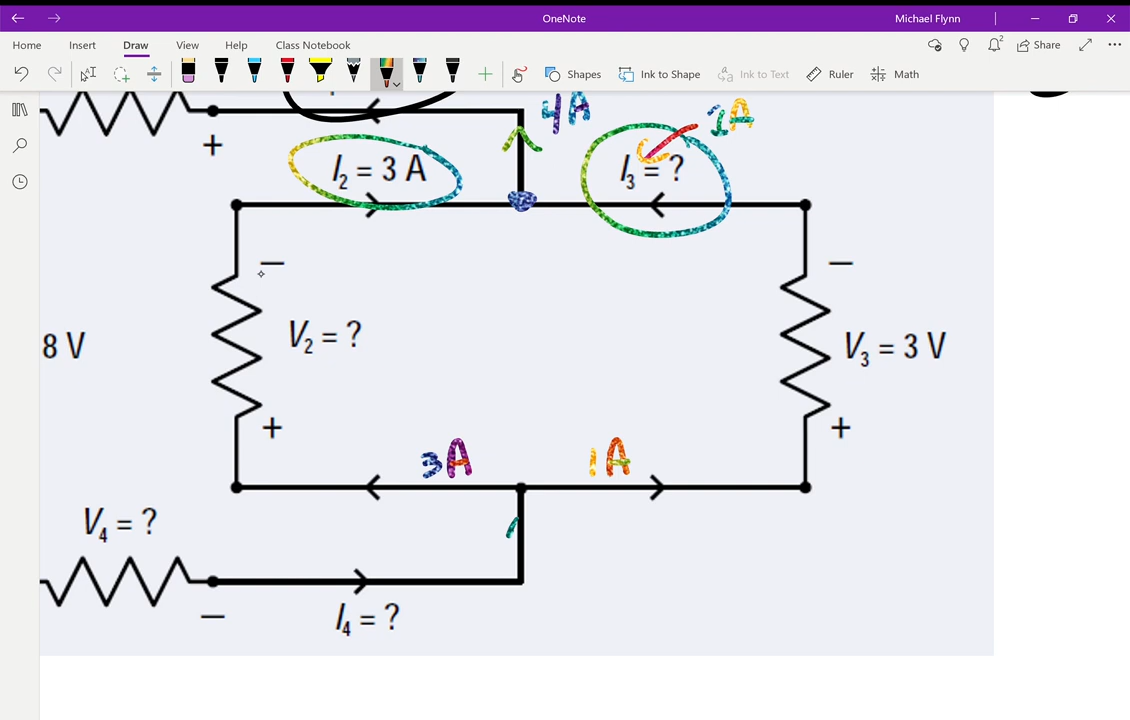 OneNote
Michael Flynn
Home Insert Draw View Help Class Notebook
2 Share
Shapes Ink to Shape Ink to Text Ruler Math
4A
1A
+
I₂ = 3 A
I₃ = ?
−
−
8 V
V₂ = ?
V₃ = 3 V
+
+
3A
1A
V₄ = ?
−
I₄ = ?